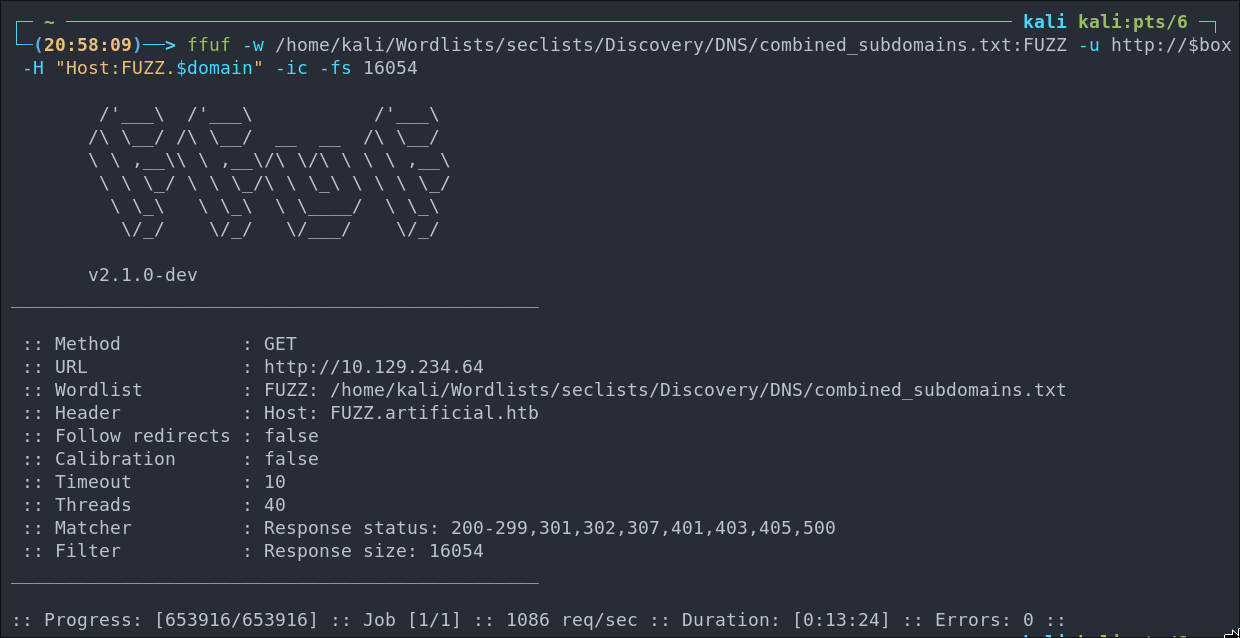 ~ kali kali:pts/6
(20:58:09)──> ffuf -w /home/kali/Wordlists/seclists/Discovery/DNS/combined_subdomains.txt:FUZZ -u http://$box
-H "Host:FUZZ.$domain" -ic -fs 16054
        /'___\  /'___\           /'___\
       /\ \__/ /\ \__/  __  __  /\ \__/
       \ \ ,__\\ \ ,__\/\ \/\ \ \ \ ,__\
        \ \ \_/ \ \ \_/\ \ \_\ \ \ \ \_/
         \ \_\   \ \_\  \ \____/  \ \_\
          \/_/    \/_/   \/___/    \/_/
v2.1.0-dev
________________________________________________
:: Method           : GET
:: URL              : http://10.129.234.64
:: Wordlist         : FUZZ: /home/kali/Wordlists/seclists/Discovery/DNS/combined_subdomains.txt
:: Header           : Host: FUZZ.artificial.htb
:: Follow redirects : false
:: Calibration      : false
:: Timeout          : 10
:: Threads          : 40
:: Matcher          : Response status: 200-299,301,302,307,401,403,405,500
:: Filter           : Response size: 16054
________________________________________________
:: Progress: [653916/653916] :: Job [1/1] :: 1086 req/sec :: Duration: [0:13:24] :: Errors: 0 ::